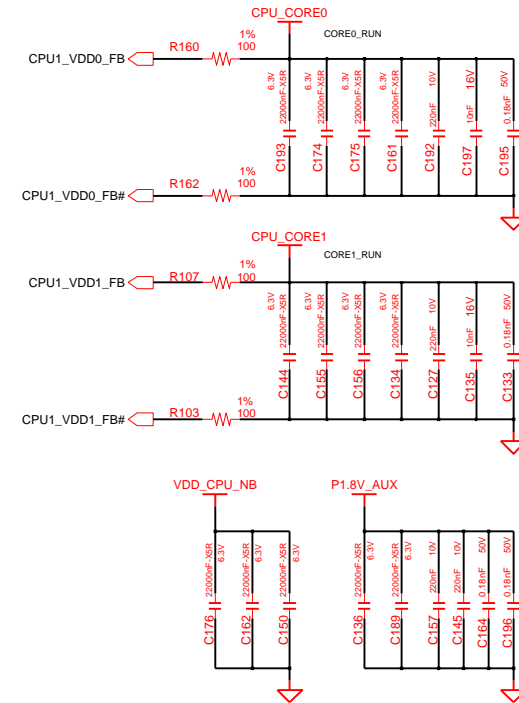 CPU_CORE0
CORE0_RUN
CPU1_VDD0_FB
R160
1%
100
6.3V 6.3V 6.3V 6.3V 10V 16V 50V
22000nF-X5R 22000nF-X5R 22000nF-X5R 22000nF-X5R 220nF 10nF 0.18nF
C193 C174 C175 C161 C192 C197 C195
CPU1_VDD0_FB#
R162
1%
100
CPU_CORE1
CORE1_RUN
CPU1_VDD1_FB
R107
1%
100
6.3V 6.3V 6.3V 6.3V 10V 16V 50V
22000nF-X5R 22000nF-X5R 22000nF-X5R 22000nF-X5R 220nF 10nF 0.18nF
C144 C155 C156 C134 C127 C135 C133
CPU1_VDD1_FB#
R103
1%
100
VDD_CPU_NB
22000nF-X5R 22000nF-X5R 22000nF-X5R
6.3V 6.3V 6.3V
C176 C162 C150
P1.8V_AUX
22000nF-X5R 22000nF-X5R 220nF 10V 220nF 10V 0.18nF 50V 0.18nF 50V
6.3V 6.3V
C136 C189 C157 C145 C164 C196